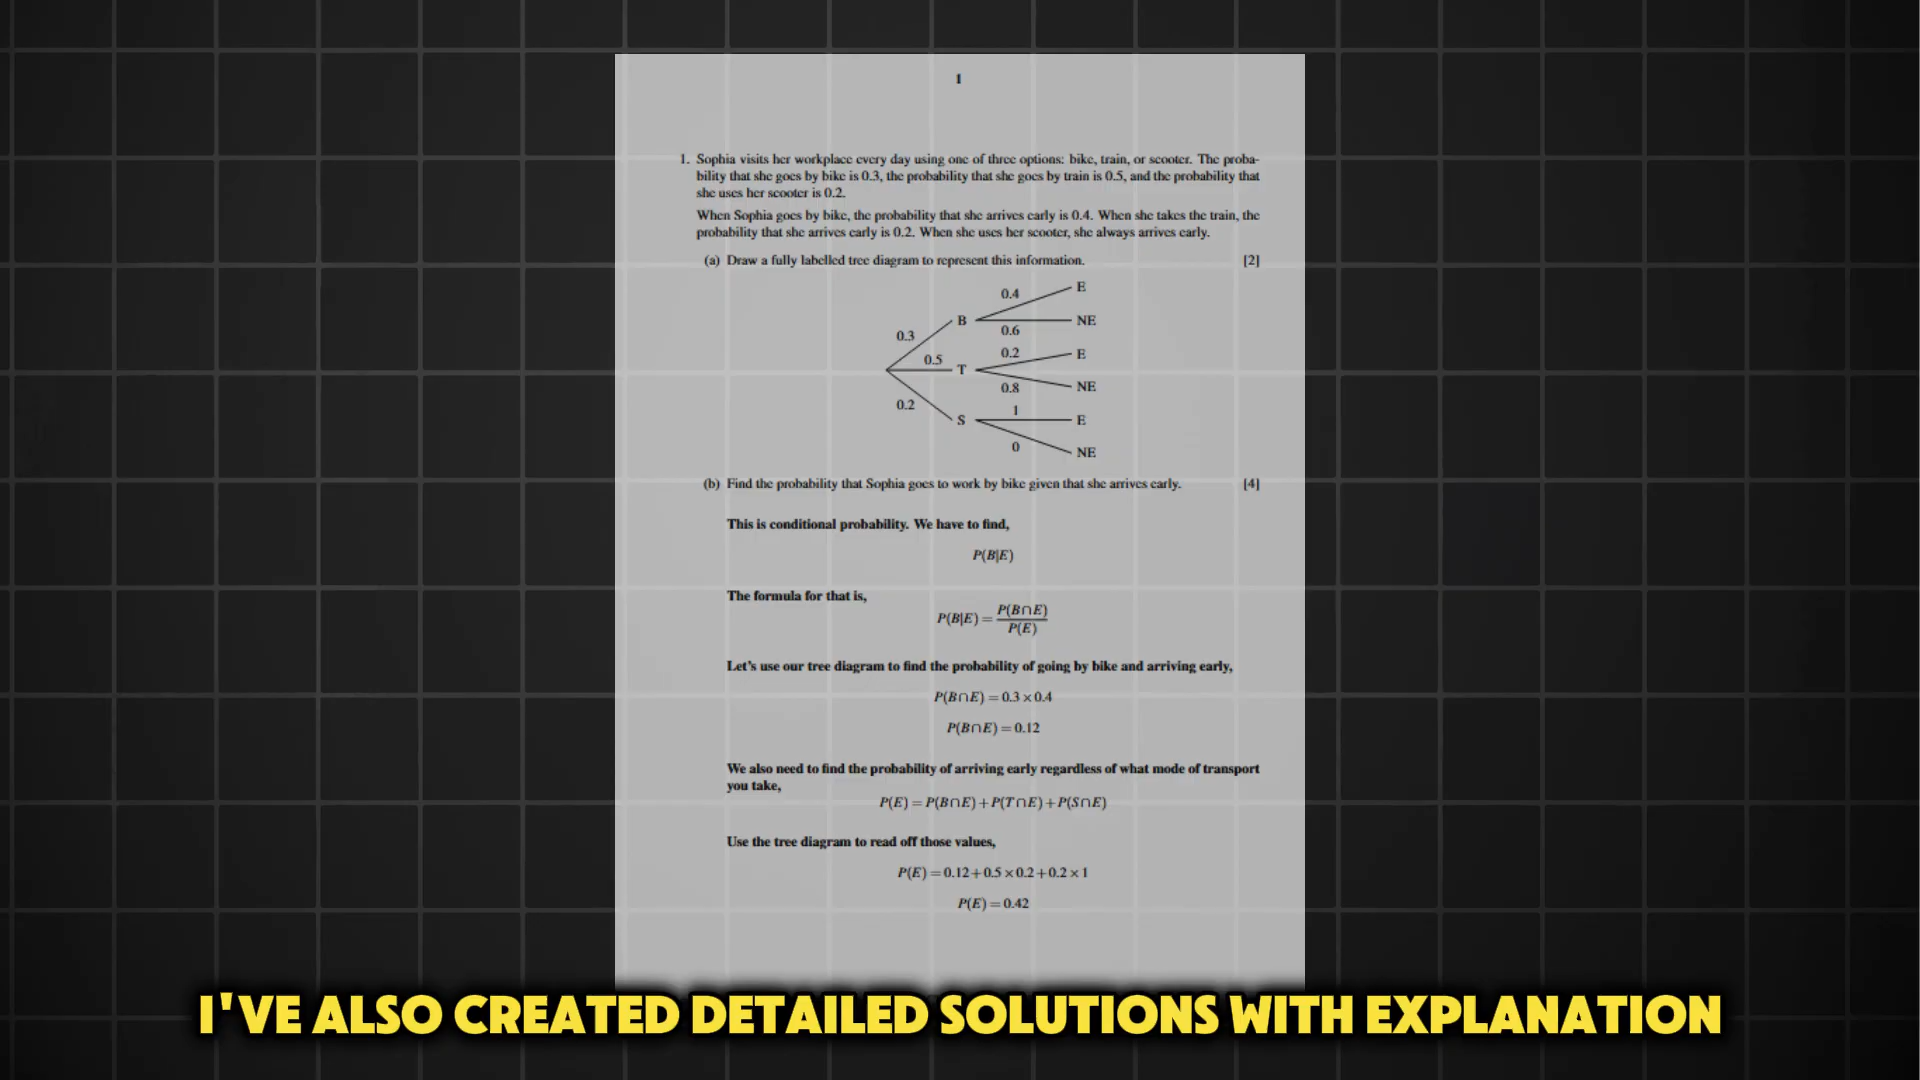 1
1. Sophia visits her workplace every day using one of three options: bike, train, or scooter. The proba-
bility that she goes by bike is 0.3, the probability that she goes by train is 0.5, and the probability that
she uses her scooter is 0.2.
When Sophia goes by bike, the probability that she arrives early is 0.4. When she takes the train, the
probability that she arrives early is 0.2. When she uses her scooter, she always arrives early.
(a) Draw a fully labelled tree diagram to represent this information. [2]
0.4 E
0.3 B
0.6 NE
0.5 T
0.2 E
0.8 NE
0.2 S
1 E
0 NE
(b) Find the probability that Sophia goes to work by bike given that she arrives early. [4]
This is conditional probability. We have to find,
P(B|E)
The formula for that is,
P(B|E) = P(B∩E) / P(E)
Let's use our tree diagram to find the probability of going by bike and arriving early,
P(B∩E) = 0.3 × 0.4
P(B∩E) = 0.12
We also need to find the probability of arriving early regardless of what mode of transport
you take,
P(E) = P(B∩E) + P(T∩E) + P(S∩E)
Use the tree diagram to read off those values,
P(E) = 0.12 + 0.5 × 0.2 + 0.2 × 1
P(E) = 0.42
I'VE ALSO CREATED DETAILED SOLUTIONS WITH EXPLANATION